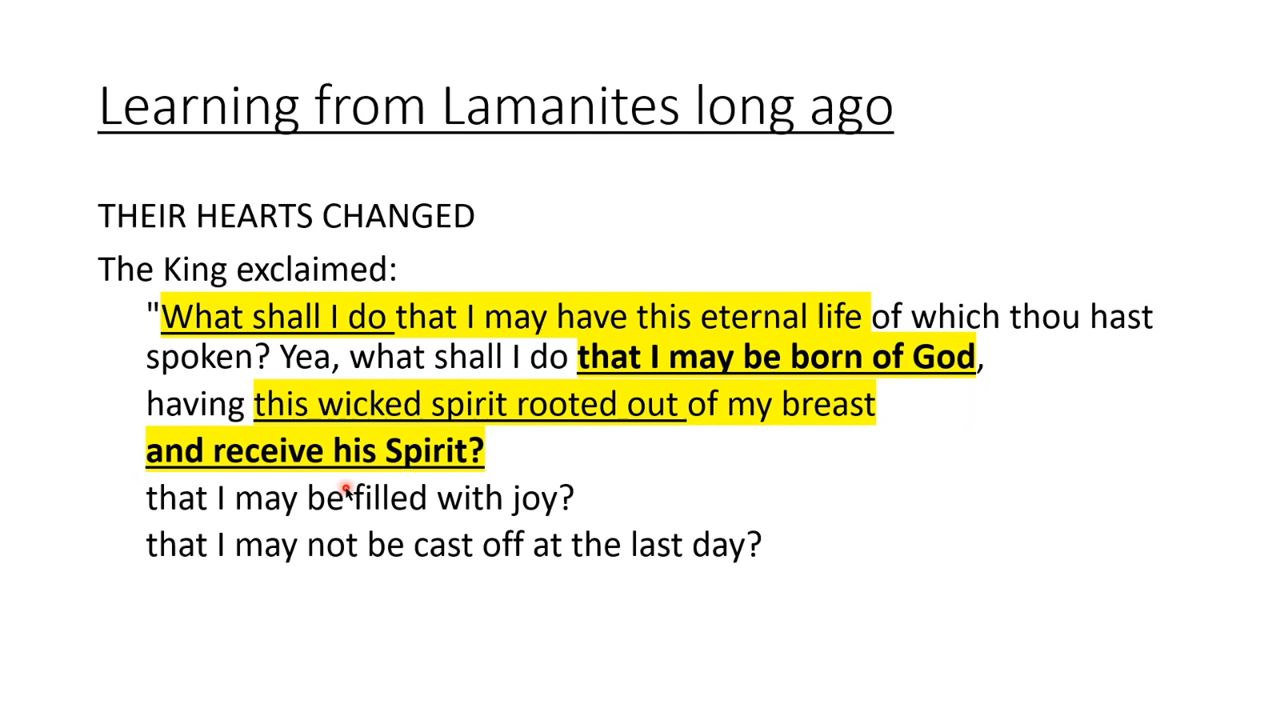 Learning from Lamanites long ago
THEIR HEARTS CHANGED
The King exclaimed:
"What shall I do that I may have this eternal life of which thou hast
spoken? Yea, what shall I do that I may be born of God,
having this wicked spirit rooted out of my breast
and receive his Spirit?
that I may be filled with joy?
that I may not be cast off at the last day?